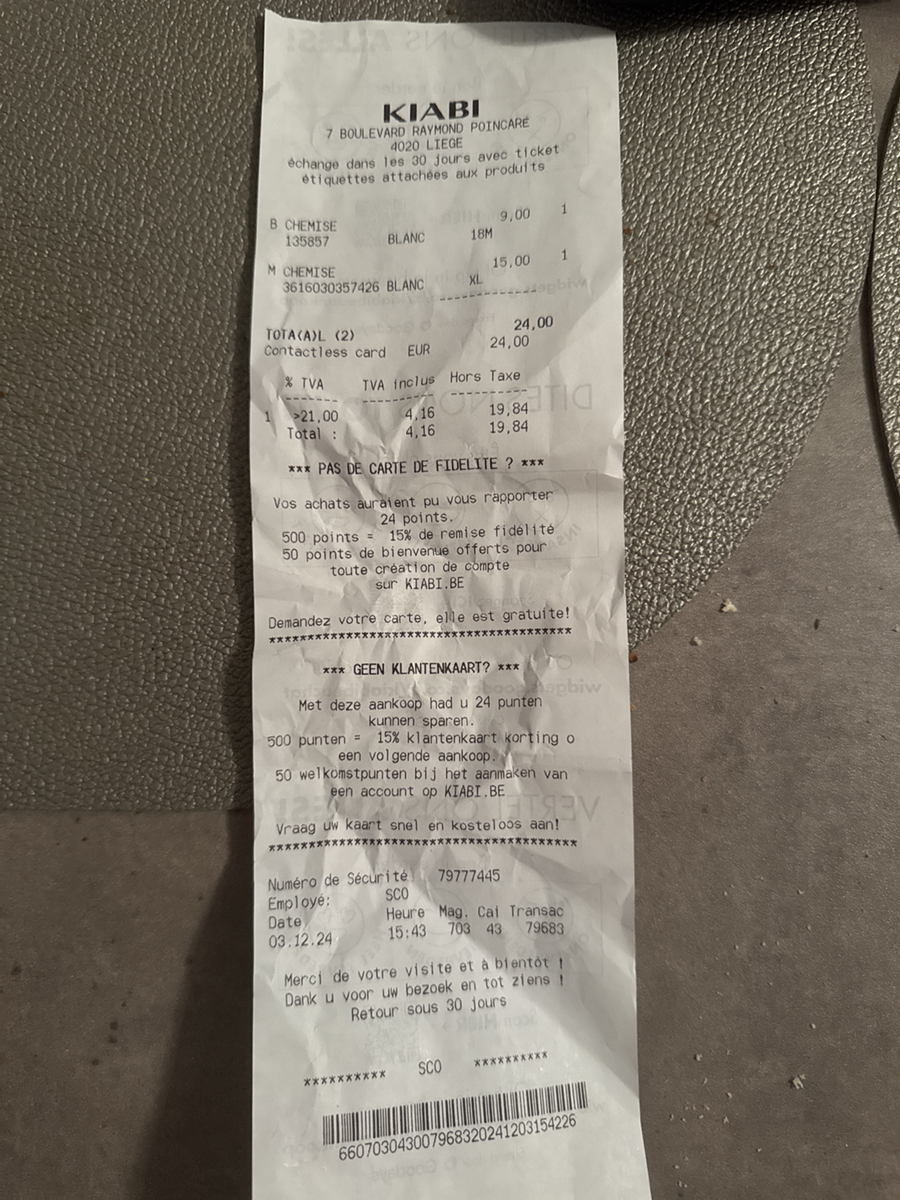 KIABI
7 BOULEVARD RAYMOND POINCARÉ
4020 LIEGE
échange dans les 30 jours avec ticket
étiquettes attachées aux produits
B CHEMISE 9,00 1
135857 BLANC 18M
M CHEMISE 15,00 1
3616030357426 BLANC XL
--------------
TOTA(A)L (2) 24,00
Contactless card EUR 24,00
% TVA TVA inclus Hors Taxe
1 >21,00 4,16 19,84
Total : 4,16 19,84
*** PAS DE CARTE DE FIDELITE ? ***
Vos achats auraient pu vous rapporter
24 points.
500 points = 15% de remise fidélité
50 points de bienvenue offerts pour
toute création de compte
sur KIABI.BE
Demandez votre carte, elle est gratuite!
****************************************
*** GEEN KLANTENKAART? ***
Met deze aankoop had u 24 punten
kunnen sparen.
500 punten = 15% klantenkaart korting o
een volgende aankoop.
50 welkomstpunten bij het aanmaken van
een account op KIABI.BE
Vraag uw kaart snel en kosteloos aan!
****************************************
Numéro de Sécurité 79777445
Employé: SCO
Date Heure Mag. Cai Transac
03.12.24 15:43 703 43 79683
Merci de votre visite et à bientôt !
Dank u voor uw bezoek en tot ziens !
Retour sous 30 jours
********** SCO **********
660703043007968320241203154226